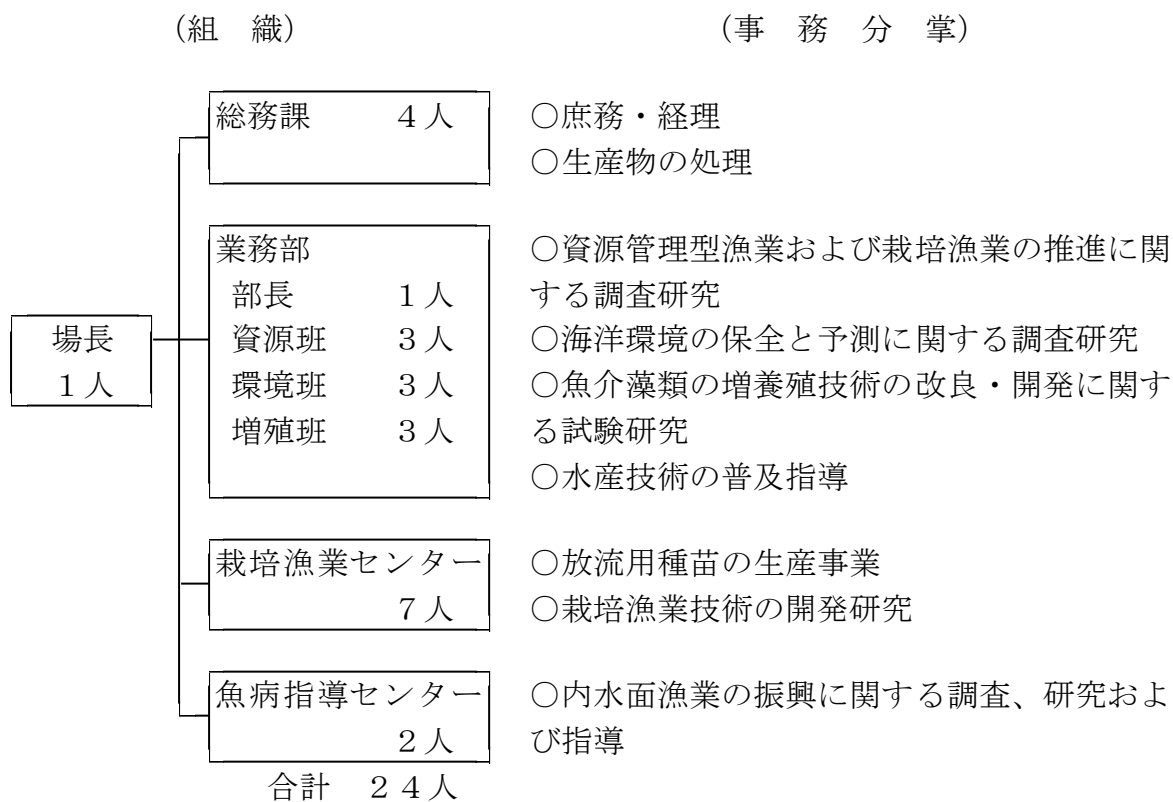 （組　織）　（事　務　分　掌）
総務課　４人
○庶務・経理
○生産物の処理
業務部
部長　１人
資源班　３人
環境班　３人
増殖班　３人
○資源管理型漁業および栽培漁業の推進に関
する調査研究
○海洋環境の保全と予測に関する調査研究
○魚介藻類の増養殖技術の改良・開発に関す
る試験研究
○水産技術の普及指導
場長
１人
栽培漁業センター
７人
○放流用種苗の生産事業
○栽培漁業技術の開発研究
魚病指導センター
２人
○内水面漁業の振興に関する調査、研究およ
び指導
合計　２４人